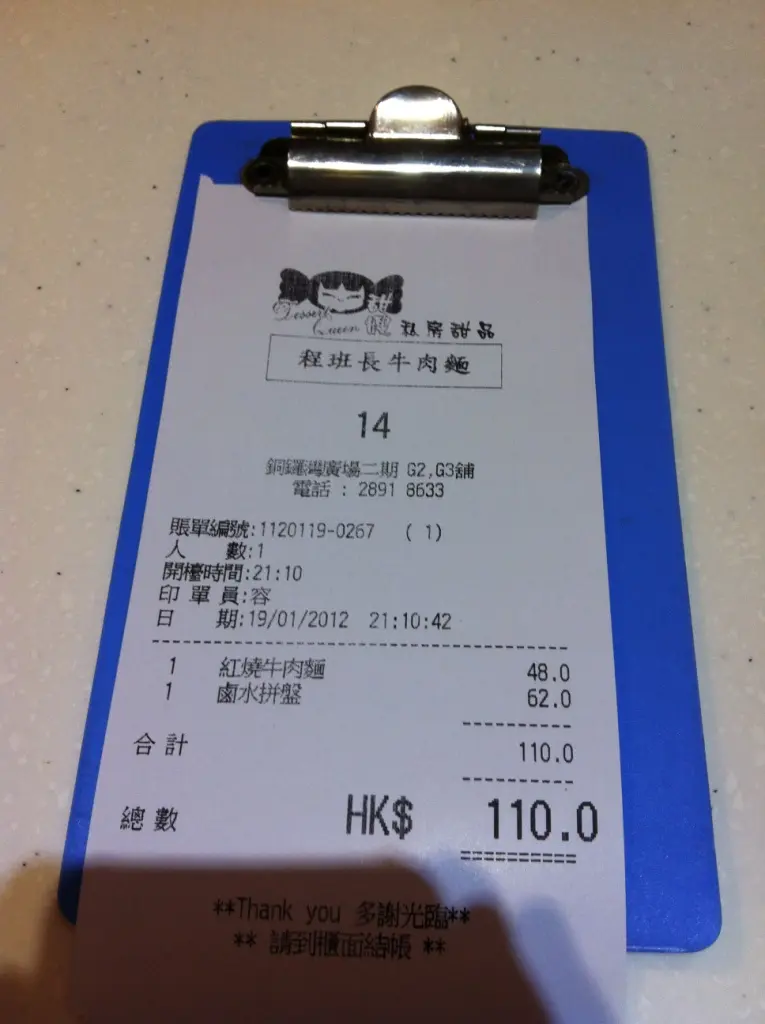 Dessert
Queen 甜 私房甜品
程班長牛肉麵
14
銅鑼灣廣場二期 G2,G3舖
電話 : 2891 8633
賬單編號:1120119-0267 ( 1)
人 數:1
開檯時間:21:10
印單員:容
日 期:19/01/2012 21:10:42
1 紅燒牛肉麵 48.0
1 鹵水拼盤 62.0
合計 110.0
總數 HK$ 110.0
**Thank you 多謝光臨**
** 請到櫃面結帳 **